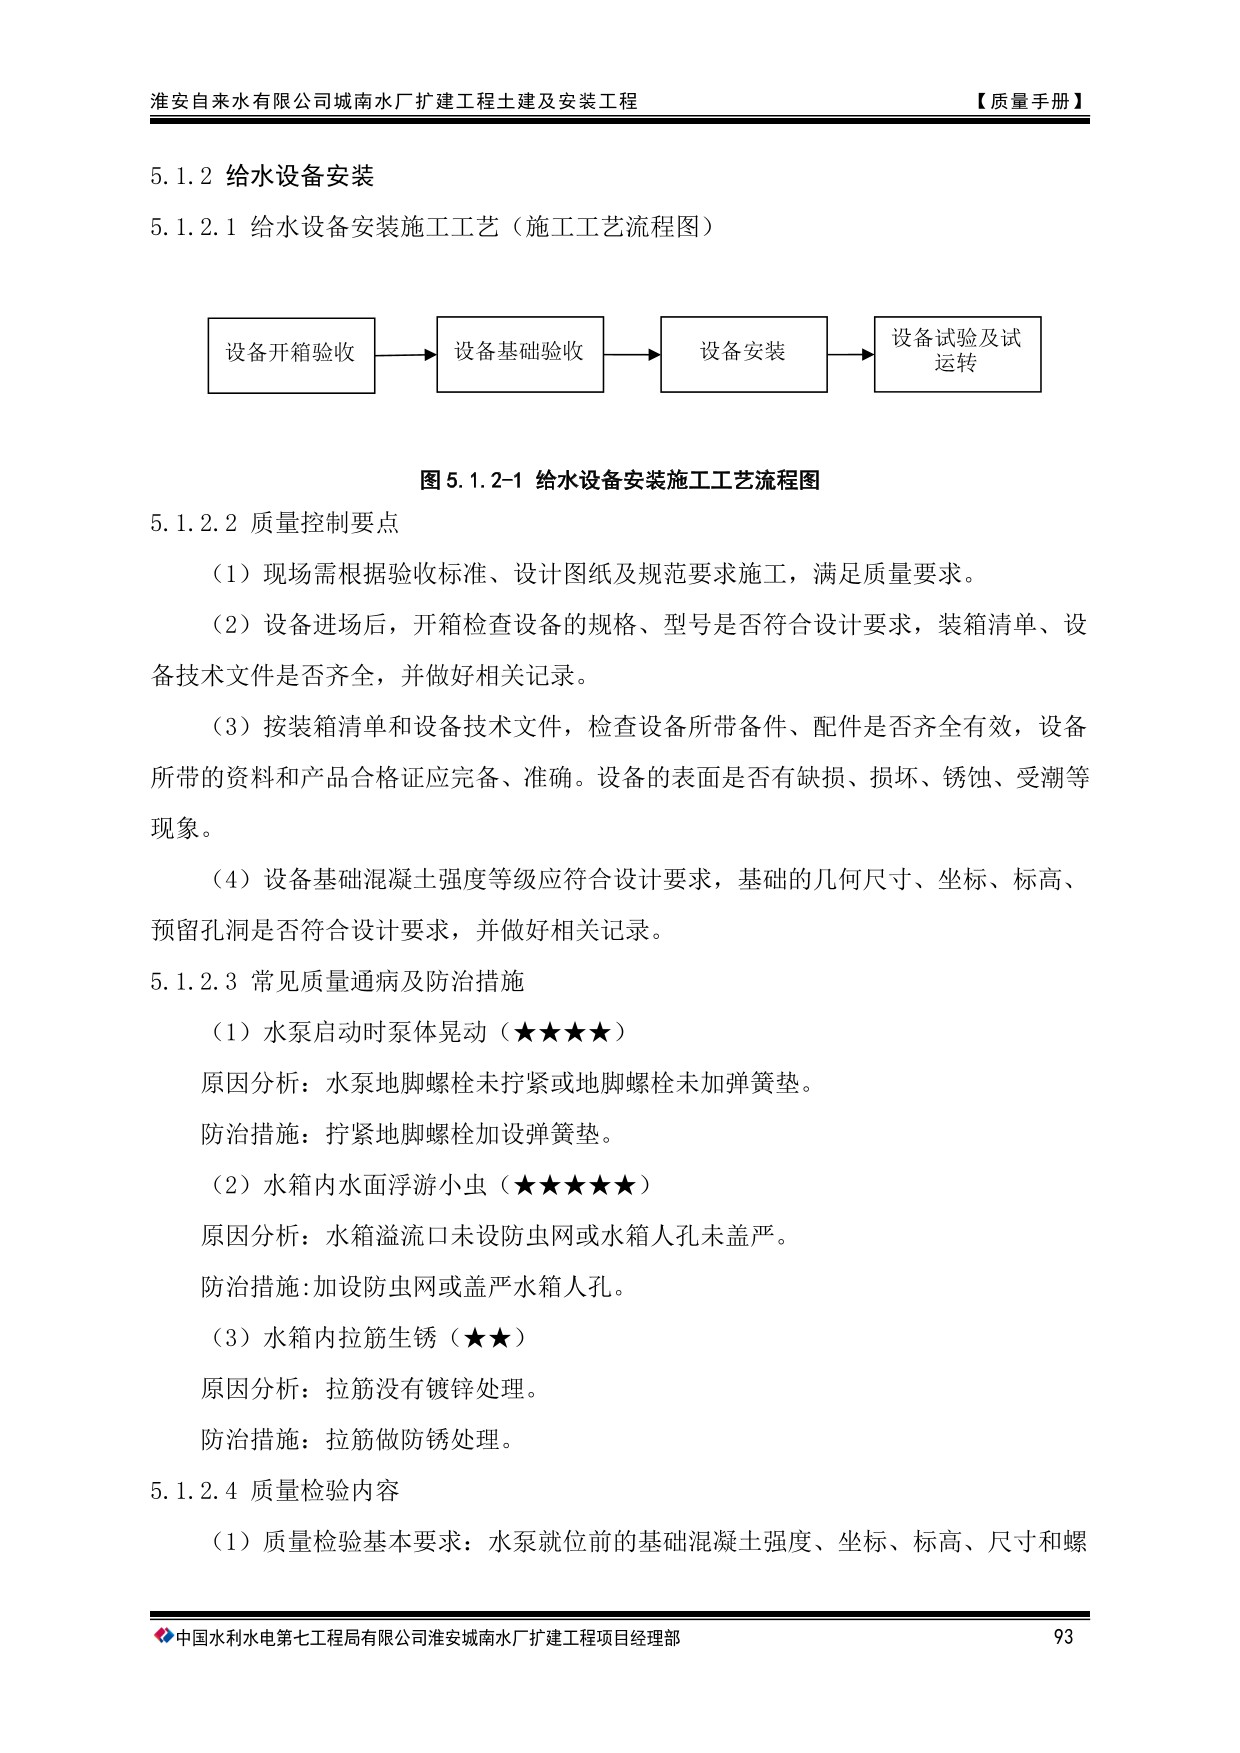 淮安自来水有限公司城南水厂扩建工程土建及安装工程 【质量手册】
5.1.2 给水设备安装
5.1.2.1 给水设备安装施工工艺（施工工艺流程图）
设备开箱验收
设备基础验收
设备安装
设备试验及试
运转
图5.1.2-1 给水设备安装施工工艺流程图
5.1.2.2 质量控制要点
（1）现场需根据验收标准、设计图纸及规范要求施工，满足质量要求。
（2）设备进场后，开箱检查设备的规格、型号是否符合设计要求，装箱清单、设
备技术文件是否齐全，并做好相关记录。
（3）按装箱清单和设备技术文件，检查设备所带备件、配件是否齐全有效，设备
所带的资料和产品合格证应完备、准确。设备的表面是否有缺损、损坏、锈蚀、受潮等
现象。
（4）设备基础混凝土强度等级应符合设计要求，基础的几何尺寸、坐标、标高、
预留孔洞是否符合设计要求，并做好相关记录。
5.1.2.3 常见质量通病及防治措施
（1）水泵启动时泵体晃动（★★★★）
原因分析：水泵地脚螺栓未拧紧或地脚螺栓未加弹簧垫。
防治措施：拧紧地脚螺栓加设弹簧垫。
（2）水箱内水面浮游小虫（★★★★★）
原因分析：水箱溢流口未设防虫网或水箱人孔未盖严。
防治措施:加设防虫网或盖严水箱人孔。
（3）水箱内拉筋生锈（★★）
原因分析：拉筋没有镀锌处理。
防治措施：拉筋做防锈处理。
5.1.2.4 质量检验内容
（1）质量检验基本要求：水泵就位前的基础混凝土强度、坐标、标高、尺寸和螺
中国水利水电第七工程局有限公司淮安城南水厂扩建工程项目经理部 93